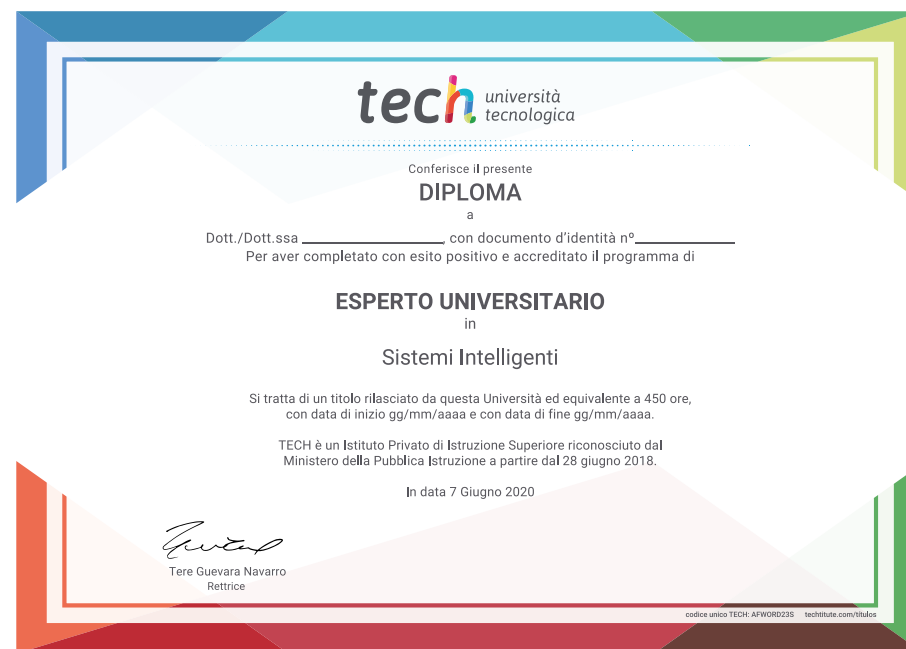 tech università
tecnologica
Conferisce il presente
DIPLOMA
a
Dott./Dott.ssa ____________________, con documento d'identità nº______________
Per aver completato con esito positivo e accreditato il programma di
ESPERTO UNIVERSITARIO
in
Sistemi Intelligenti
Si tratta di un titolo rilasciato da questa Università ed equivalente a 450 ore,
con data di inizio gg/mm/aaaa e con data di fine gg/mm/aaaa.
TECH è un Istituto Privato di Istruzione Superiore riconosciuto dal
Ministero della Pubblica Istruzione a partire dal 28 giugno 2018.
In data 7 Giugno 2020
Tere Guevara Navarro
Rettrice
codice unico TECH: AFWORD23S techtitute.com/titulos